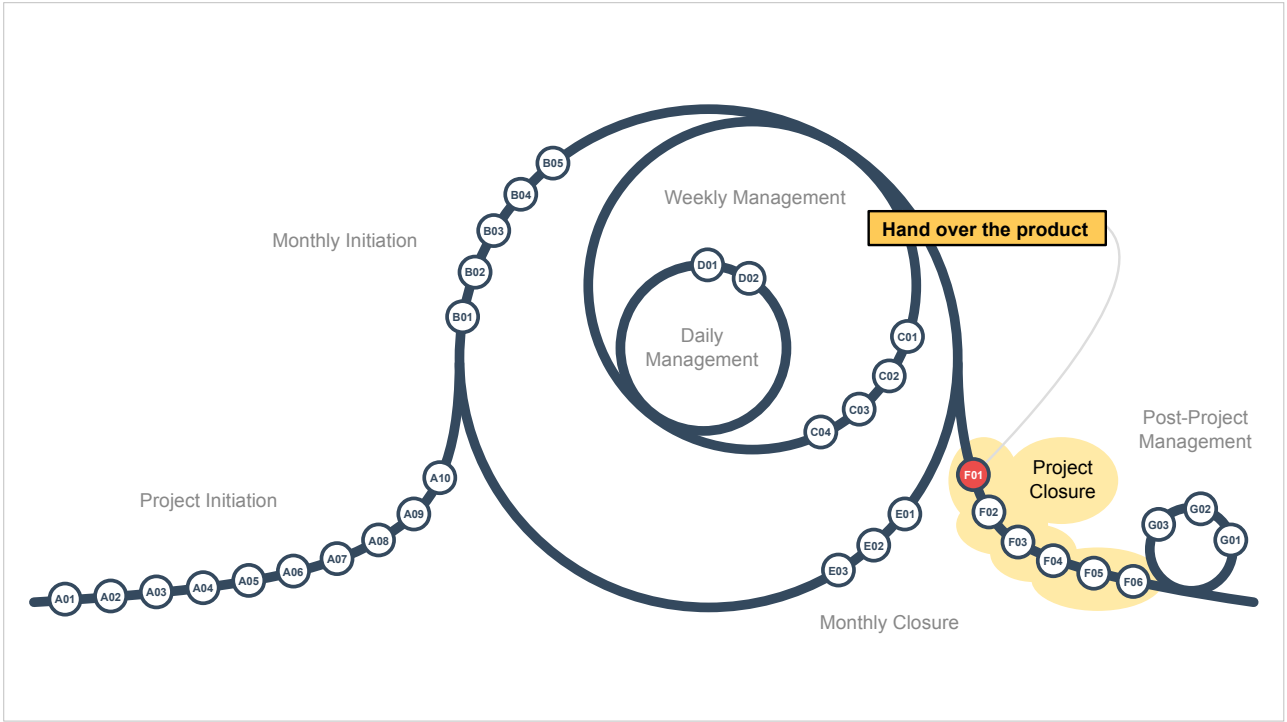 B05
B04
B03
B02
B01
Monthly Initiation
Weekly Management
Hand over the product
D01
D02
Daily
Management
C01
C02
C03
C04
Project Initiation
A01
A02
A03
A04
A05
A06
A07
A08
A09
A10
E01
E02
E03
Monthly Closure
F01
Project
Closure
F02
F03
F04
F05
F06
Post-Project
Management
G03
G02
G01